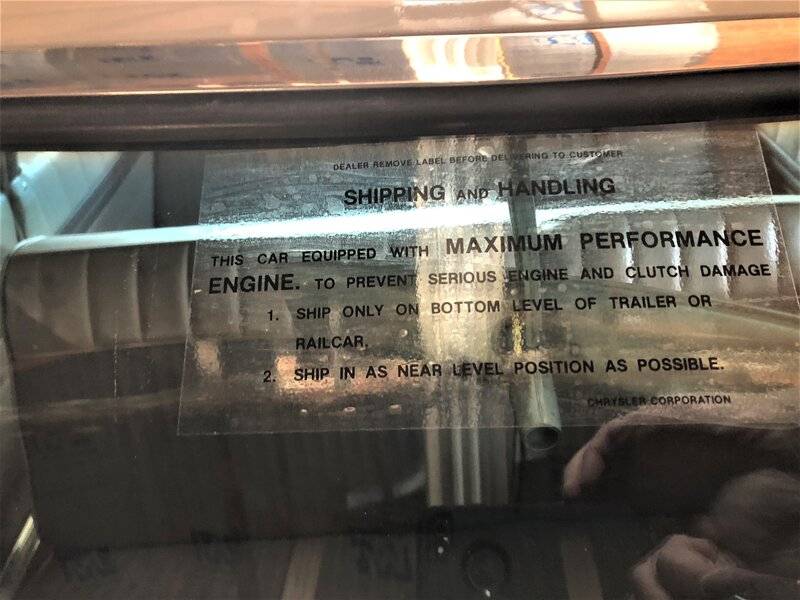 DEALER REMOVE LABEL BEFORE DELIVERING TO CUSTOMER
SHIPPING AND HANDLING
THIS CAR EQUIPPED WITH MAXIMUM PERFORMANCE
ENGINE. TO PREVENT SERIOUS ENGINE AND CLUTCH DAMAGE
1. SHIP ONLY ON BOTTOM LEVEL OF TRAILER OR
RAILCAR.
2. SHIP IN AS NEAR LEVEL POSITION AS POSSIBLE.
CHRYSLER CORPORATION